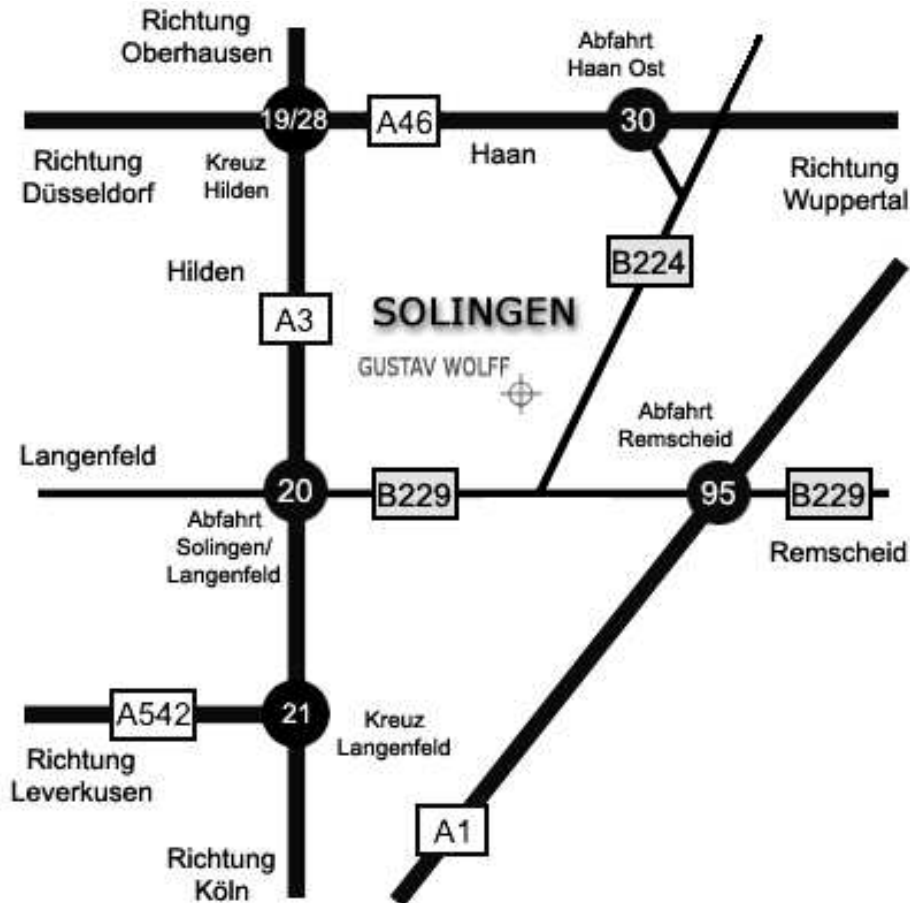 Richtung
Oberhausen
Abfahrt
Haan Ost
19/28
A46
30
Richtung
Düsseldorf
Kreuz
Hilden
Haan
Richtung
Wuppertal
Hilden
B224
A3
SOLINGEN
GUSTAV WOLFF
Abfahrt
Remscheid
Langenfeld
20
B229
95
B229
Abfahrt
Solingen/
Langenfeld
Remscheid
A542
21
Kreuz
Langenfeld
Richtung
Leverkusen
A1
Richtung
Köln